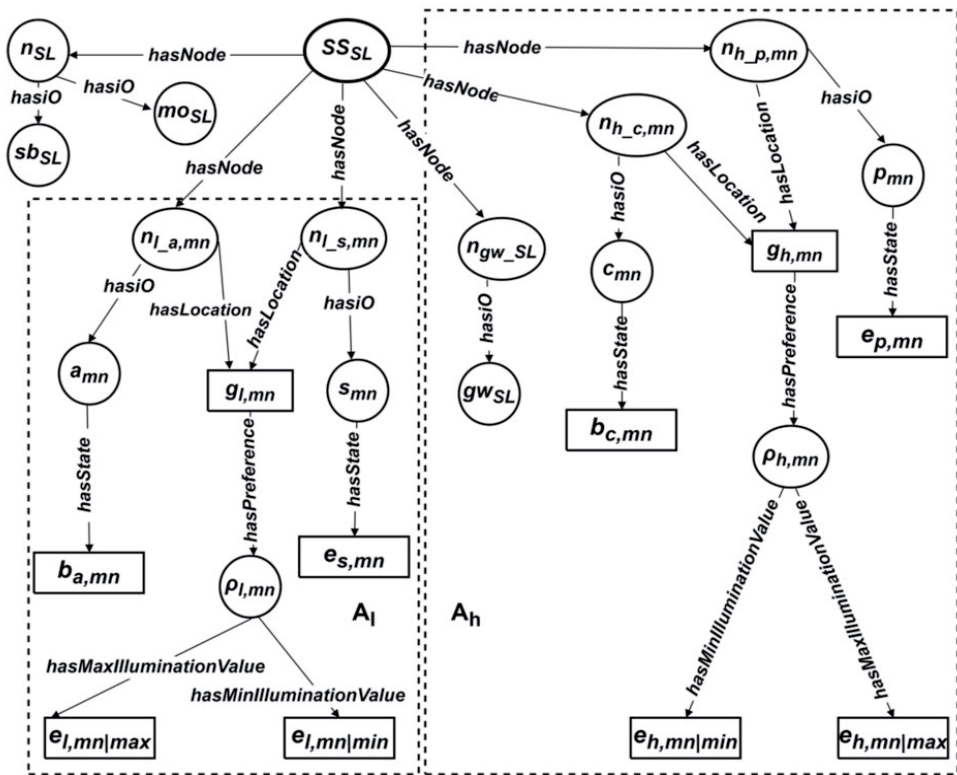 n_SL
hasNode
SS_SL
hasNode
n_h_p,mn
hasiO
hasiO
mo_SL
sb_SL
hasNode
hasNode
hasNode
hasNode
n_h_c,mn
hasLocation
hasLocation
hasiO
p_mn
n_l_a,mn
n_l_s,mn
n_gw_SL
hasiO
c_mn
g_h,mn
hasState
hasiO
hasLocation
hasLocation
hasiO
hasiO
e_p,mn
a_mn
g_l,mn
s_mn
gw_SL
hasState
b_c,mn
hasPreference
hasState
hasPreference
hasState
ρ_h,mn
b_a,mn
e_s,mn
ρ_l,mn
A_l
A_h
hasMinIlluminationValue
hasMaxIlluminationValue
hasMaxIlluminationValue
hasMinIlluminationValue
e_l,mn|max
e_l,mn|min
e_h,mn|min
e_h,mn|max